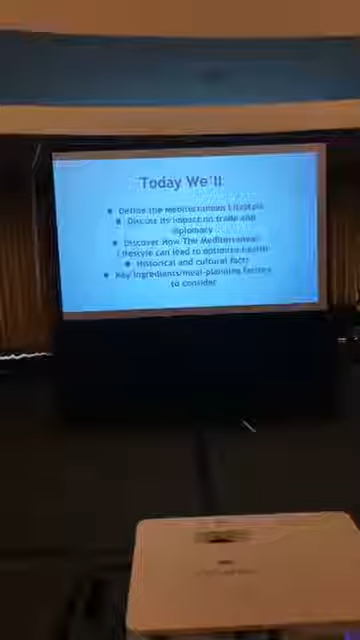 Today We'll:
• Define the Mediterranean Lifestyle
• Discuss its impact on trade and
diplomacy
• Discover How The Mediterranean
Lifestyle can lead to optimize health
• Historical and cultural facts
• Key ingredients/meal-planning factors
to consider